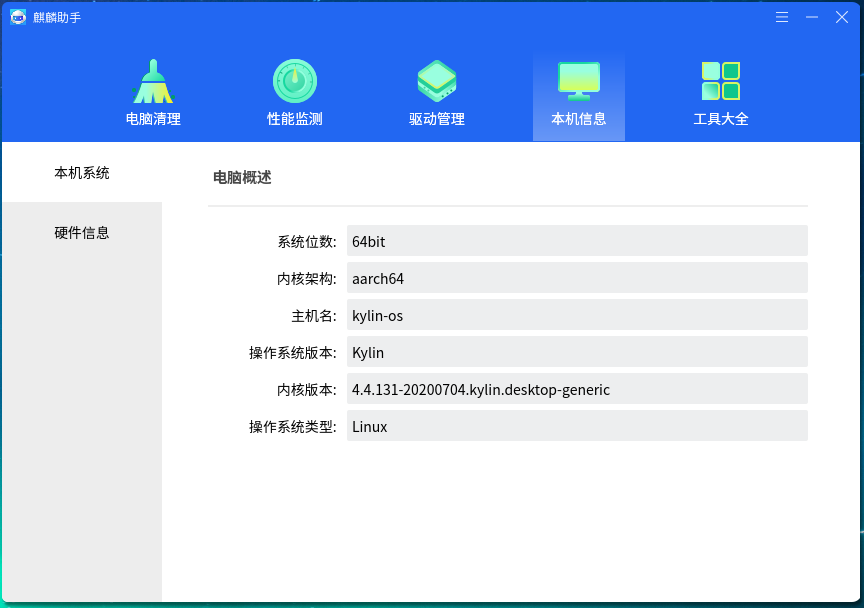 麒麟助手
电脑清理 性能监测 驱动管理 本机信息 工具大全
本机系统
硬件信息
电脑概述
系统位数: 64bit
内核架构: aarch64
主机名: kylin-os
操作系统版本: Kylin
内核版本: 4.4.131-20200704.kylin.desktop-generic
操作系统类型: Linux